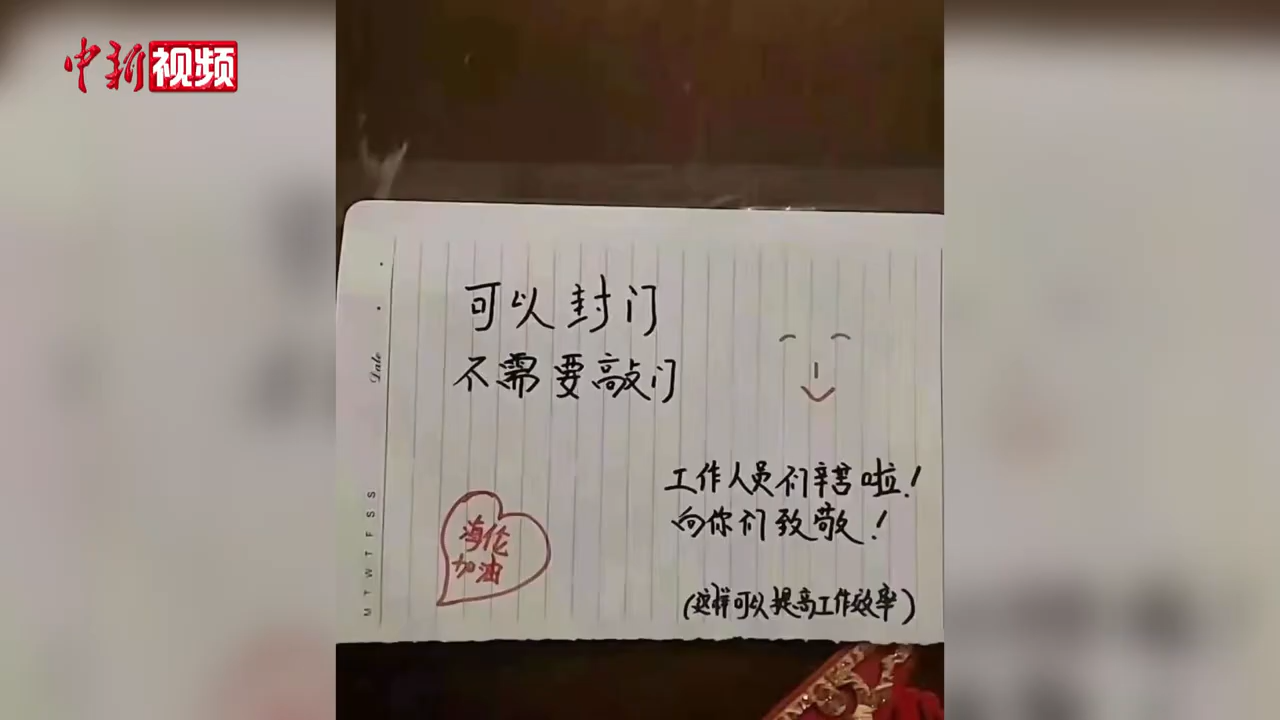 中新视频
可以封门
不需要敲门
工作人员们辛苦啦！
向你们致敬！
海伦
加油
(这样可以提高工作效率)
Date
M T W T F S S